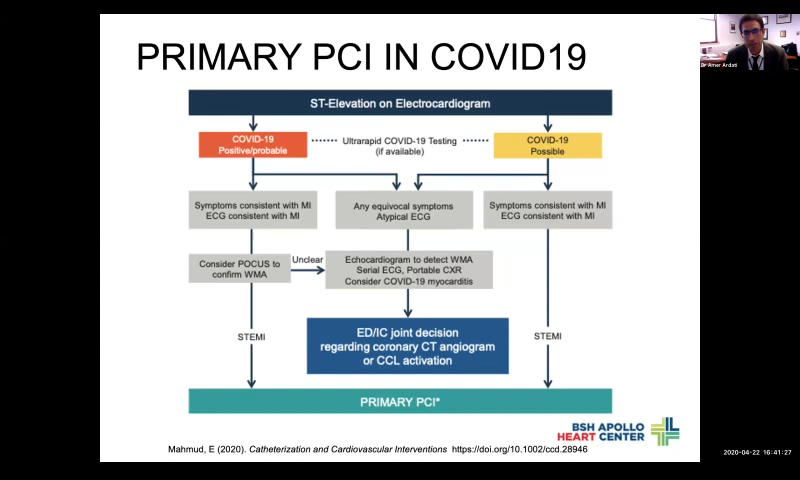 PRIMARY PCI IN COVID19
Dr Amer Ardati
ST-Elevation on Electrocardiogram
COVID-19
Positive/probable
Ultrarapid COVID-19 Testing
(if available)
COVID-19
Possible
Symptoms consistent with MI
ECG consistent with MI
Any equivocal symptoms
Atypical ECG
Symptoms consistent with MI
ECG consistent with MI
Consider POCUS to
confirm WMA
Unclear
Echocardiogram to detect WMA
Serial ECG, Portable CXR
Consider COVID-19 myocarditis
STEMI
ED/IC joint decision
regarding coronary CT angiogram
or CCL activation
STEMI
PRIMARY PCI*
BSH APOLLO
HEART CENTER
Mahmud, E (2020). Catheterization and Cardiovascular Interventions https://doi.org/10.1002/ccd.28946
2020-04-22 16:41:27